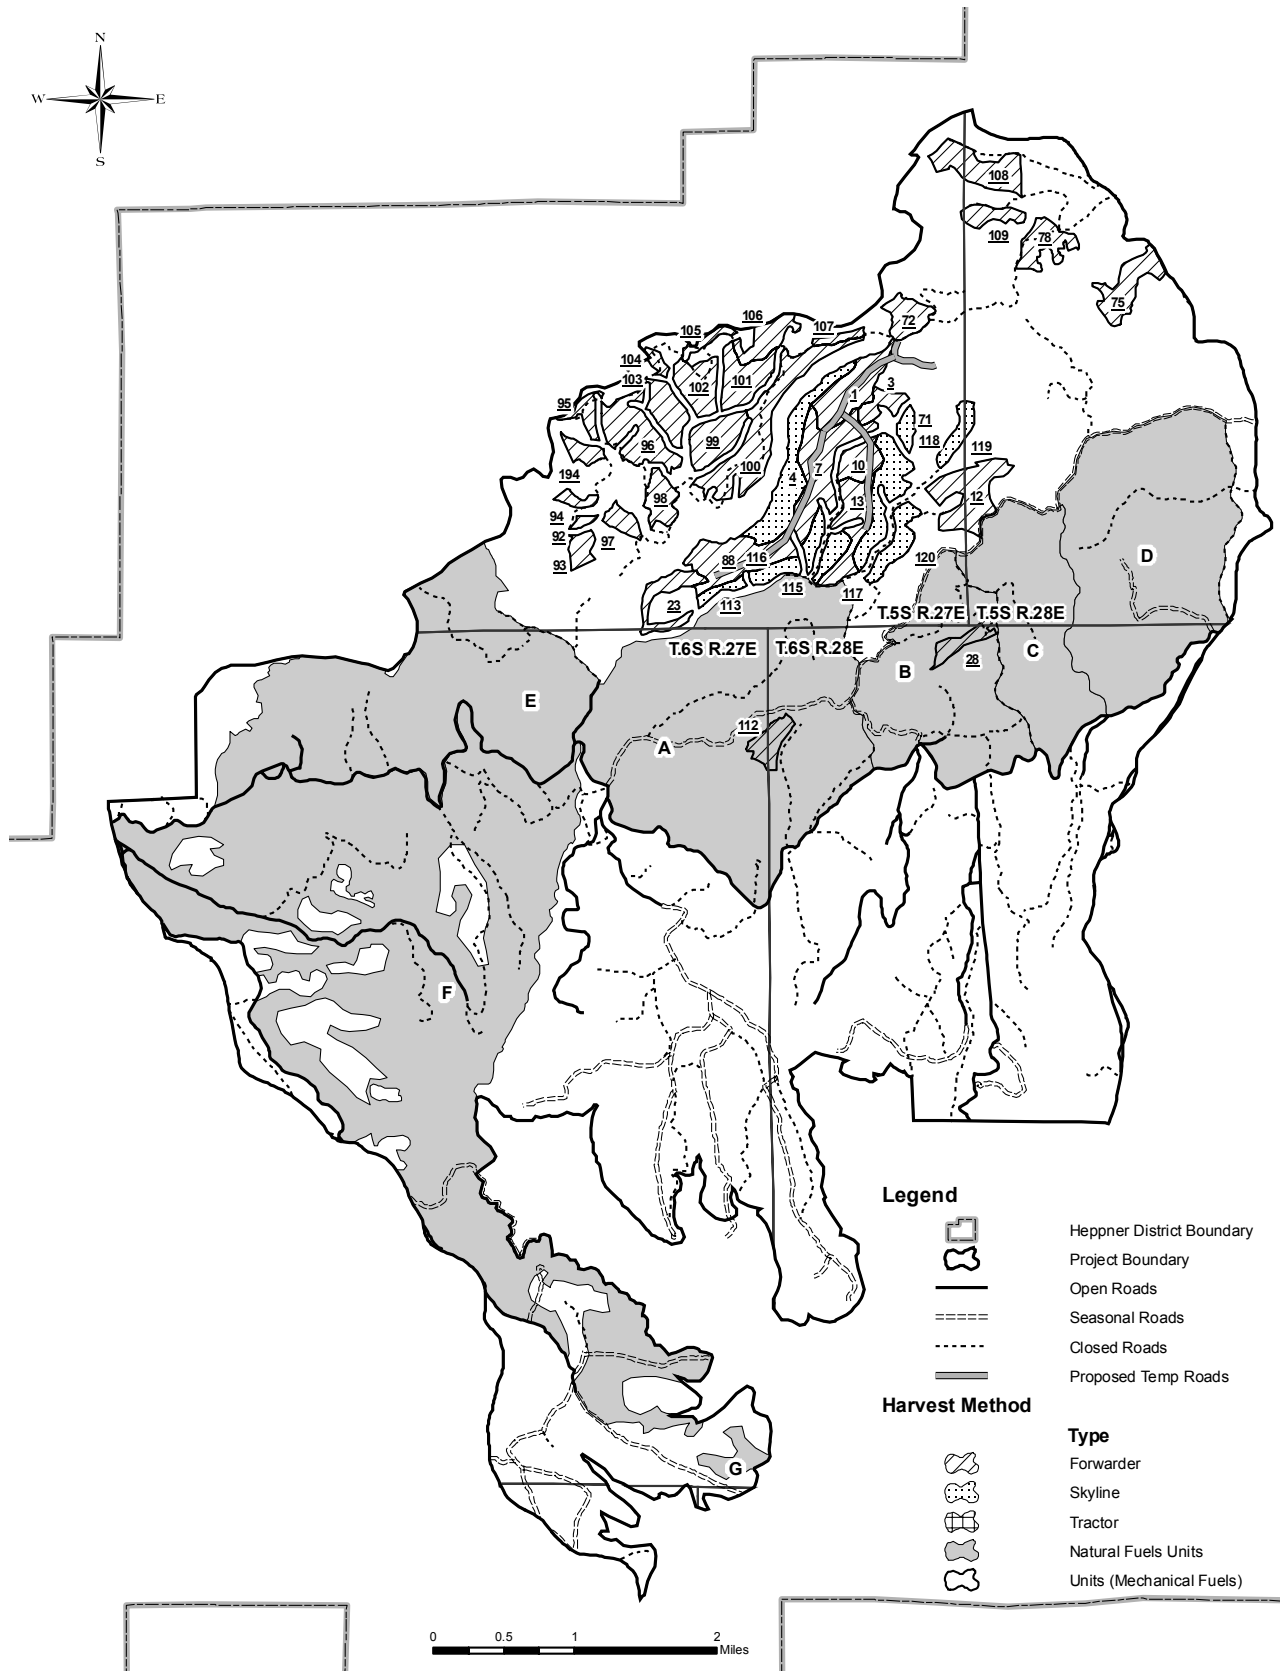 N
W E
S
108
109
78
75
106
105
107
72
104
103
102
101
1
3
95
96
99
71
118
119
100
4
7
10
194
98
13
12
94
97
92
93
88
116
120
D
23
113
115
117
T.5S R.27E T.5S R.28E
T.6S R.27E T.6S R.28E
28
C
B
E
112
A
F
G
Legend
Heppner District Boundary
Project Boundary
Open Roads
Seasonal Roads
Closed Roads
Proposed Temp Roads
Harvest Method
Type
Forwarder
Skyline
Tractor
Natural Fuels Units
Units (Mechanical Fuels)
0 0.5 1 2
Miles